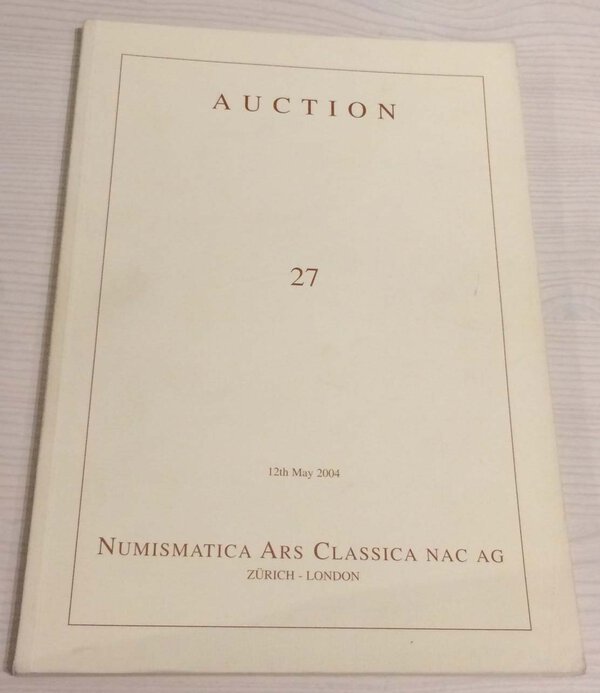 AUCTION
27
12th May 2004
NUMISMATICA ARS CLASSICA NAC AG
ZÜRICH - LONDON